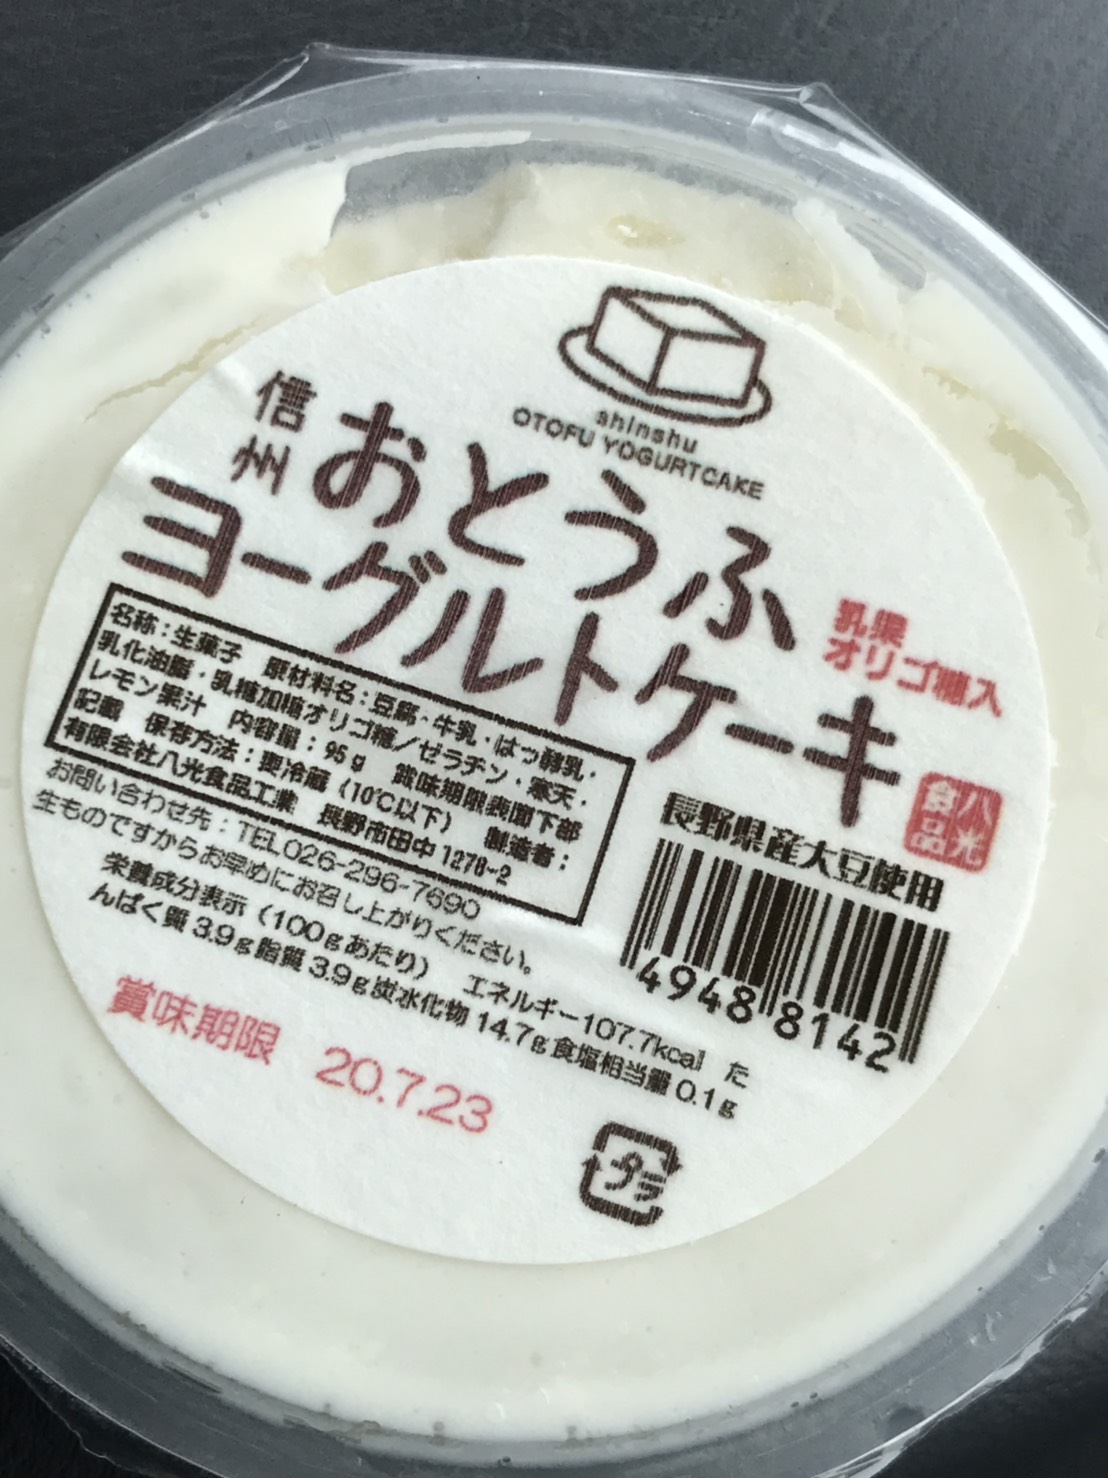 shinshu
OTOFU YOGURTCAKE
信州
おとうふ
ヨーグルトケーキ
乳果
オリゴ糖入
八光
食品
名称：生菓子　原材料名：豆腐・牛乳・はつ酵乳・
乳化油脂・乳糖加糖オリゴ糖／ゼラチン・寒天・
レモン果汁　内容量：95g　賞味期限表面下部
記載　保存方法：要冷蔵（10℃以下）　製造者：
有限会社八光食品工業　長野市田中1278-2
お問い合わせ先：TEL026-296-7690
生ものですからお早めにお召し上がりください。
栄養成分表示（100gあたり）　エネルギー107.7kcal　た
んぱく質3.9g脂質3.9g炭水化物14.7g食塩相当量0.1g
長野県産大豆使用
4948 8142
賞味期限　20.7.23
プラ